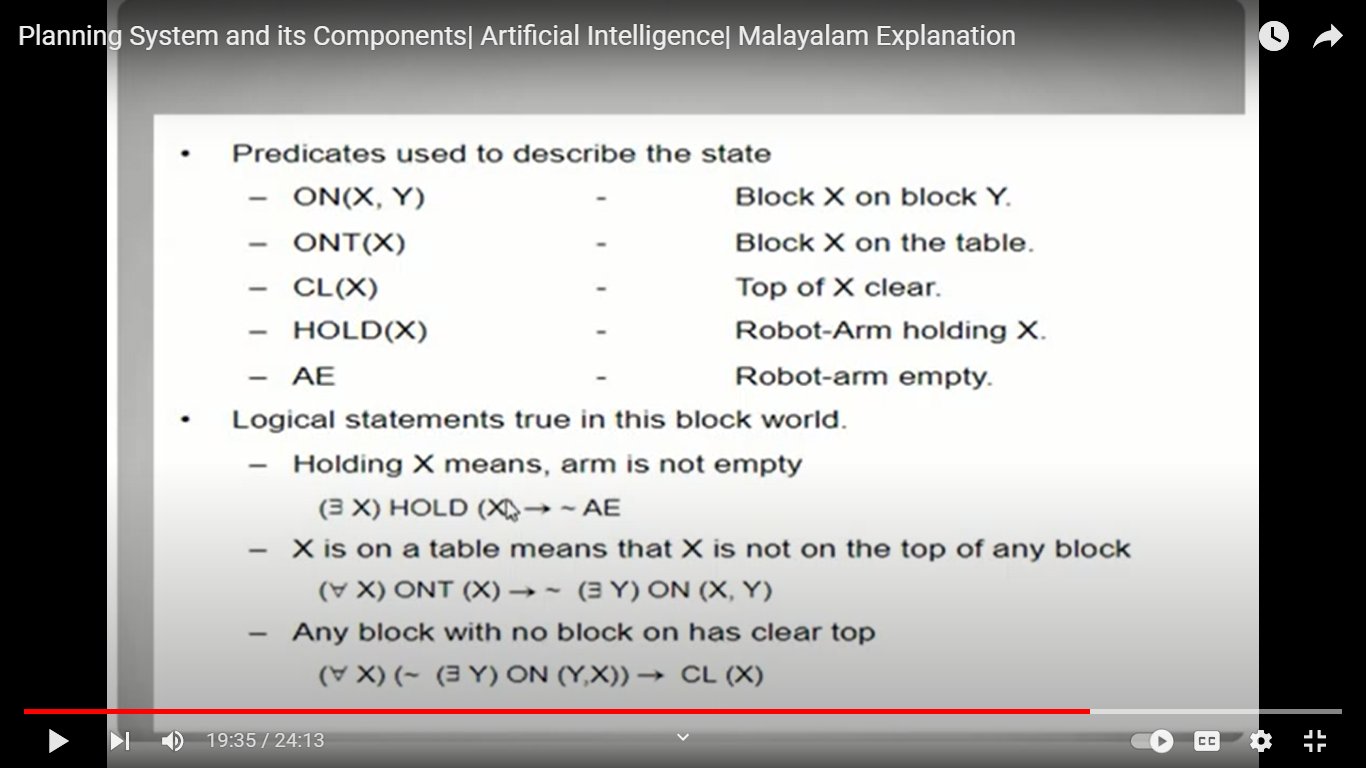 Planning System and its Components| Artificial Intelligence| Malayalam Explanation
• Predicates used to describe the state
– ON(X, Y) - Block X on block Y.
– ONT(X) - Block X on the table.
– CL(X) - Top of X clear.
– HOLD(X) - Robot-Arm holding X.
– AE - Robot-arm empty.
• Logical statements true in this block world.
– Holding X means, arm is not empty
(∃ X) HOLD (X) → ~ AE
– X is on a table means that X is not on the top of any block
(∀ X) ONT (X) → ~ (∃ Y) ON (X, Y)
– Any block with no block on has clear top
(∀ X) (~ (∃ Y) ON (Y,X)) → CL (X)
19:35 / 24:13
CC